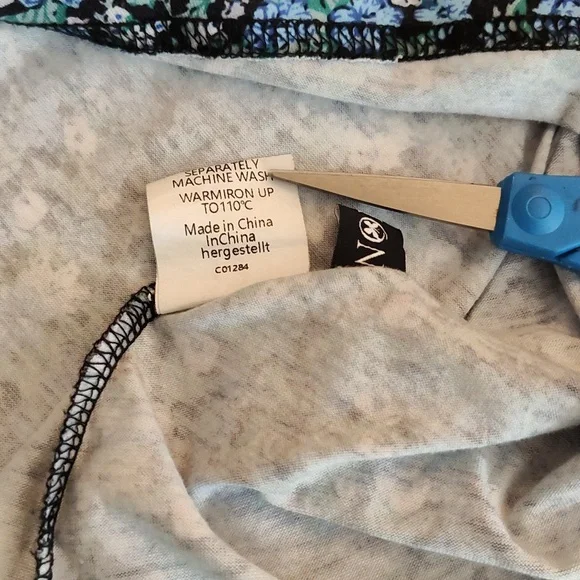 SEPARATELY
MACHINE WASH
WARMIRON UP
TO110℃
Made in China
InChina
hergestellt
C01284